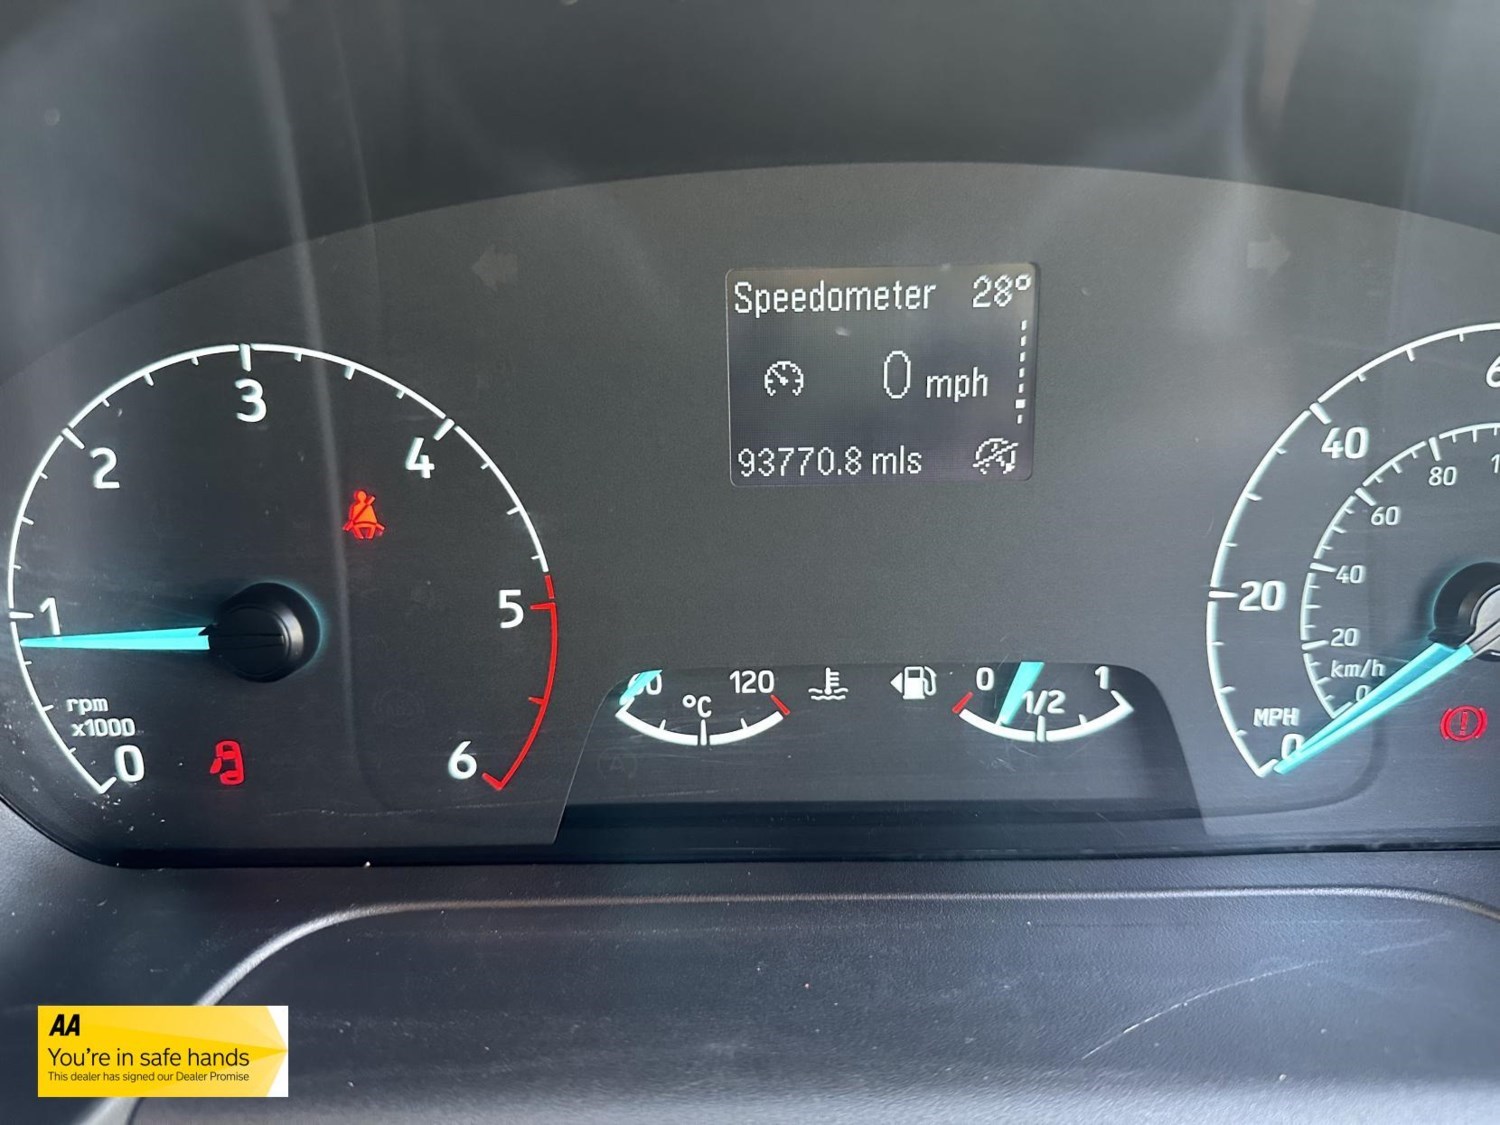 Speedometer 28°
0 mph
93770.8 mls
0
1
2
3
4
5
6
rpm
x1000
60
120
°C
0
1/2
1
MPH
0
20
40
km/h
0
20
40
60
80
AA
You're in safe hands
This dealer has signed our Dealer Promise